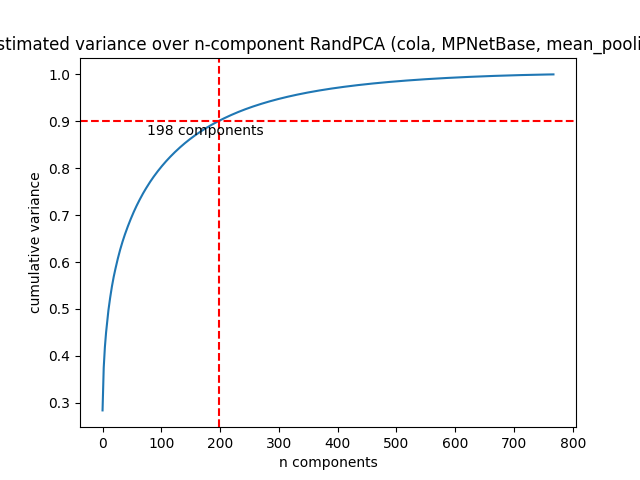 stimated variance over n-component RandPCA (cola, MPNetBase, mean_pooli
1.0
0.9
198 components
0.8
0.7
0.6
0.5
0.4
0.3
cumulative variance
0 100 200 300 400 500 600 700 800
n components